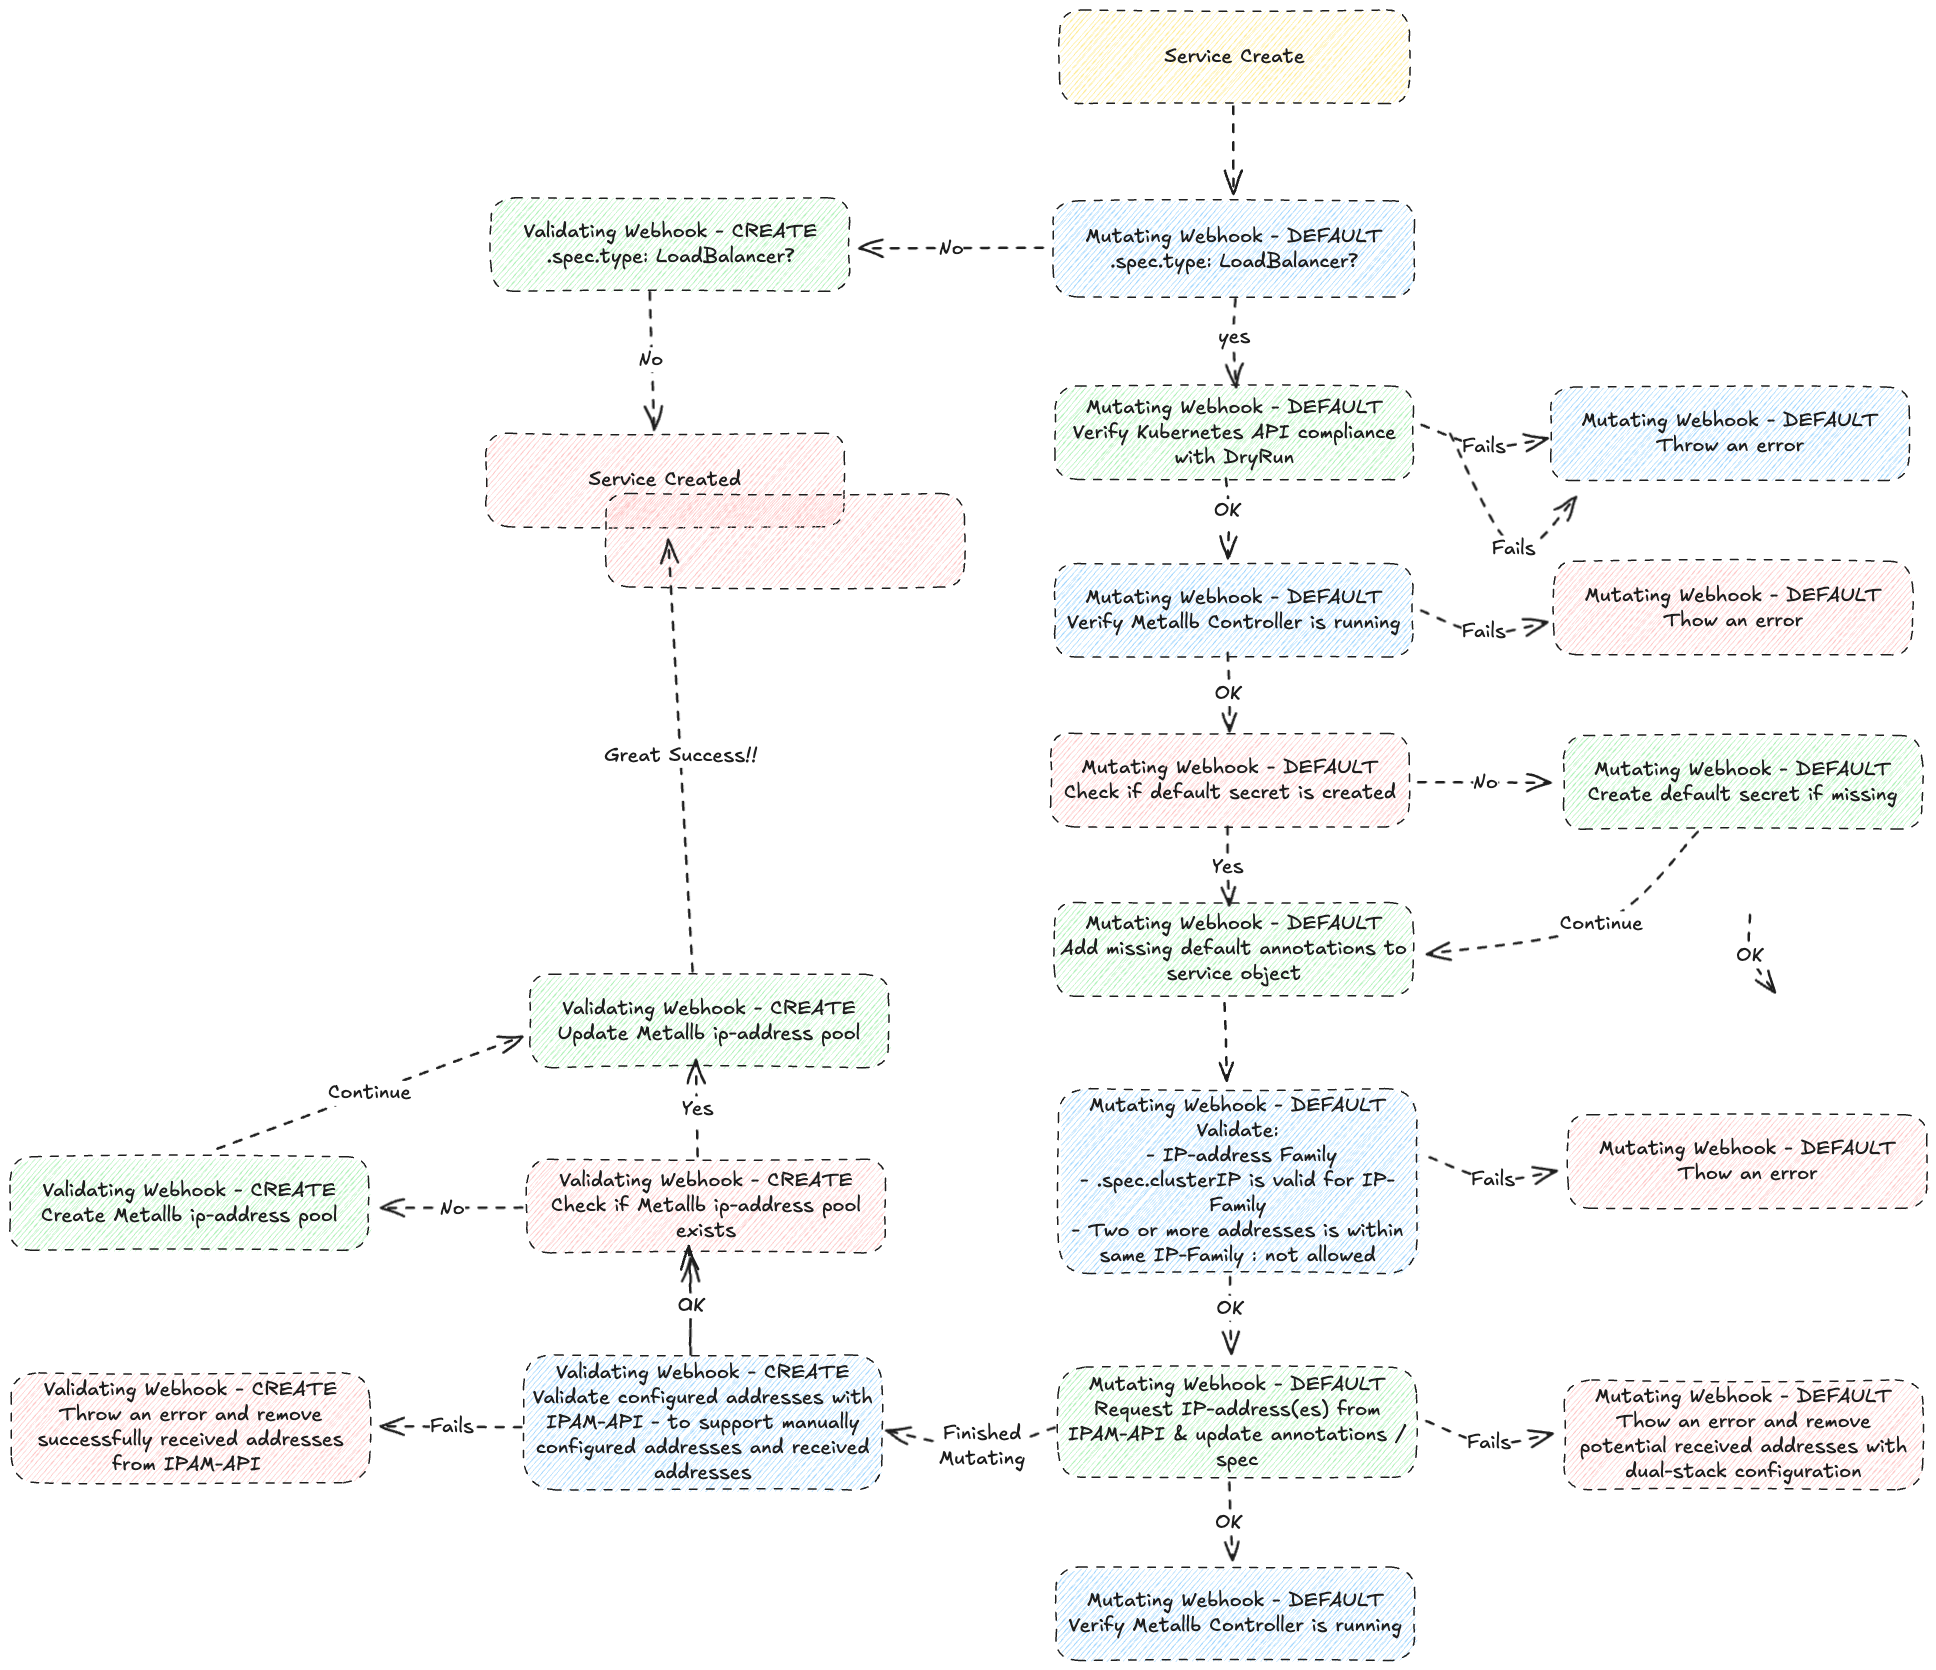 Service Create
Validating Webhook - CREATE
.spec.type: LoadBalancer?
No
Mutating Webhook - DEFAULT
.spec.type: LoadBalancer?
No
yes
Service Created
Mutating Webhook - DEFAULT
Verify Kubernetes API compliance
with DryRun
Fails
Mutating Webhook - DEFAULT
Throw an error
OK
Fails
Mutating Webhook - DEFAULT
Verify Metallb Controller is running
Fails
Mutating Webhook - DEFAULT
Thow an error
OK
Great Success!!
Mutating Webhook - DEFAULT
Check if default secret is created
No
Mutating Webhook - DEFAULT
Create default secret if missing
Yes
Continue
Mutating Webhook - DEFAULT
Add missing default annotations to
service object
OK
Validating Webhook - CREATE
Update Metallb ip-address pool
Continue
Yes
Mutating Webhook - DEFAULT
Validate:
- IP-address Family
- .spec.clusterIP is valid for IP-
Family
- Two or more addresses is within
same IP-Family : not allowed
Fails
Mutating Webhook - DEFAULT
Thow an error
Validating Webhook - CREATE
Create Metallb ip-address pool
No
Validating Webhook - CREATE
Check if Metallb ip-address pool
exists
OK
OK
Validating Webhook - CREATE
Throw an error and remove
successfully received addresses
from IPAM-API
Fails
Validating Webhook - CREATE
Validate configured addresses with
IPAM-API - to support manually
configured addresses and received
addresses
Finished
Mutating
Mutating Webhook - DEFAULT
Request IP-address(es) from
IPAM-API & update annotations /
spec
Fails
Mutating Webhook - DEFAULT
Thow an error and remove
potential received addresses with
dual-stack configuration
OK
Mutating Webhook - DEFAULT
Verify Metallb Controller is running